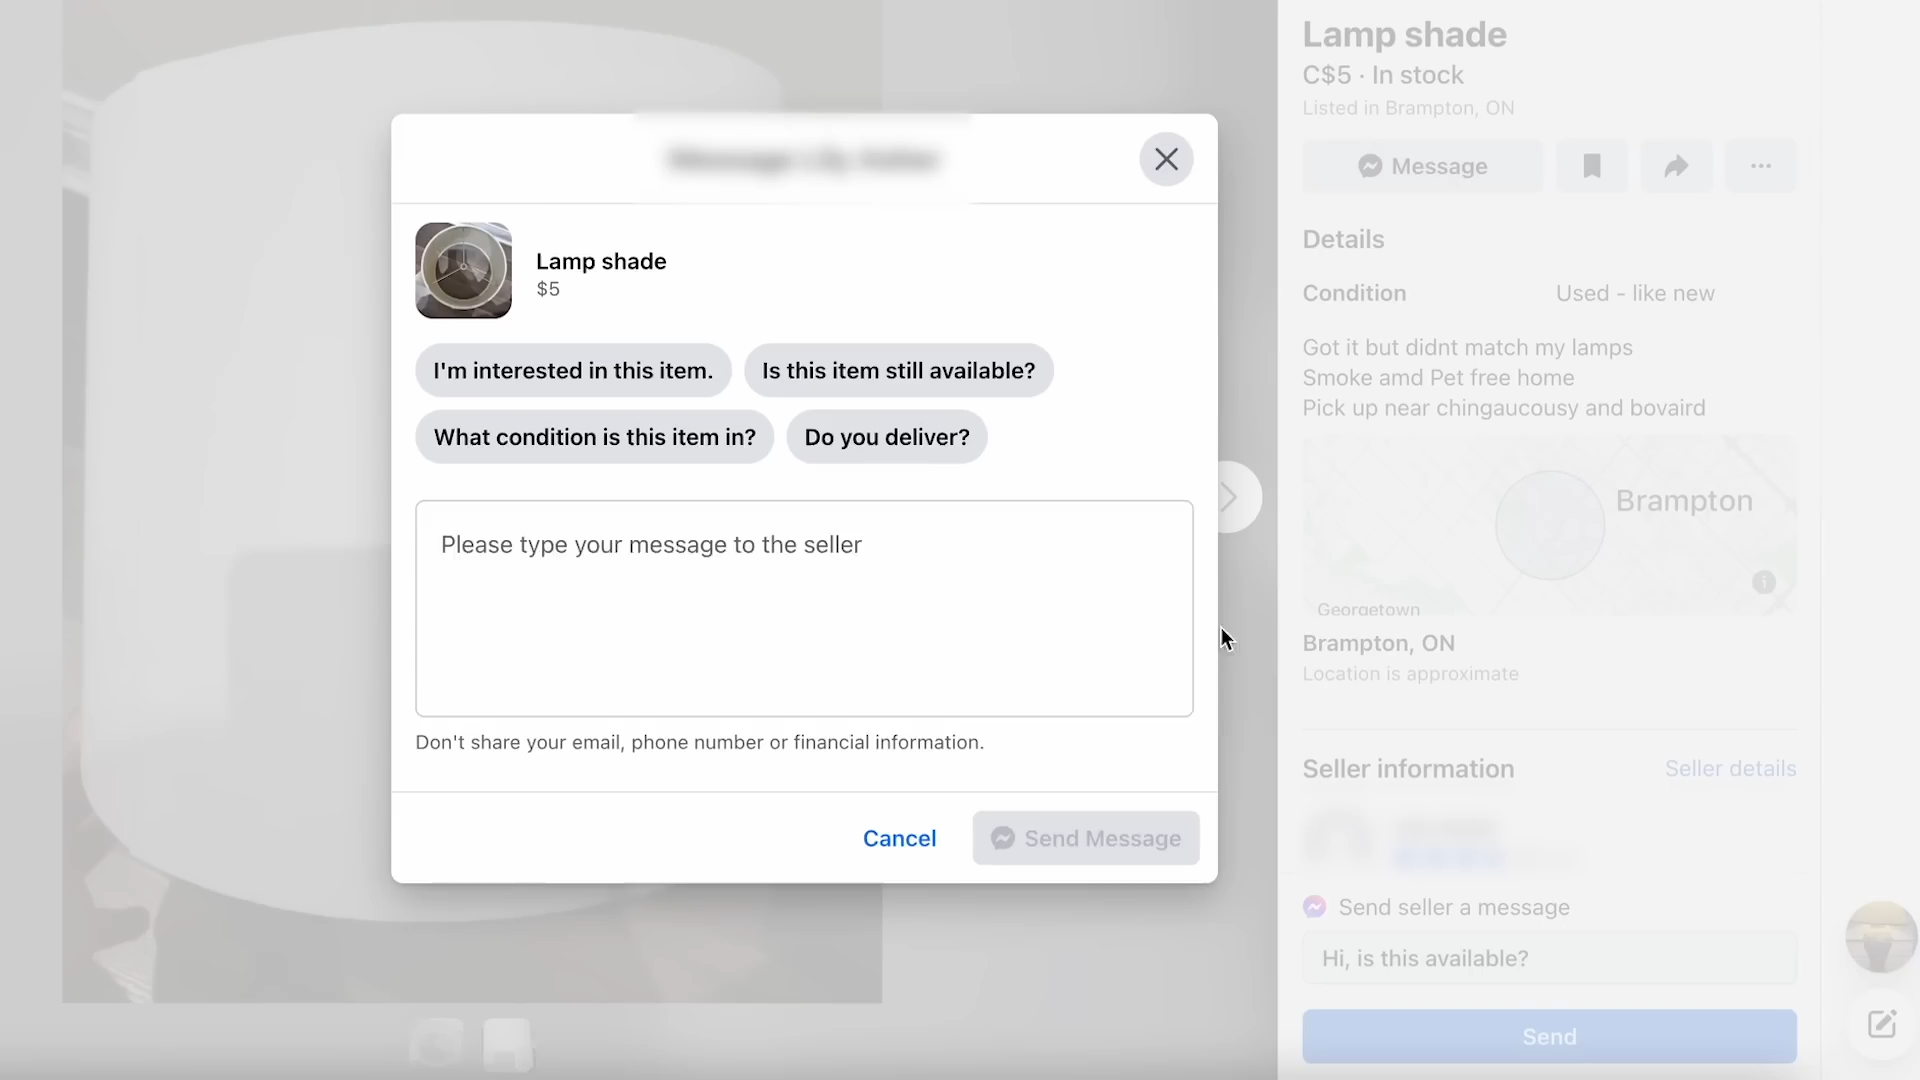 Lamp shade
C$5 · In stock
Listed in Brampton, ON
Message
Details
Condition Used - like new
Got it but didnt match my lamps
Smoke amd Pet free home
Pick up near chingaucousy and bovaird
Brampton
Georgetown
Brampton, ON
Location is approximate
Seller information Seller details
Send seller a message
Hi, is this available?
Send
Lamp shade
$5
I'm interested in this item. Is this item still available?
What condition is this item in? Do you deliver?
Please type your message to the seller
Don't share your email, phone number or financial information.
Cancel Send Message